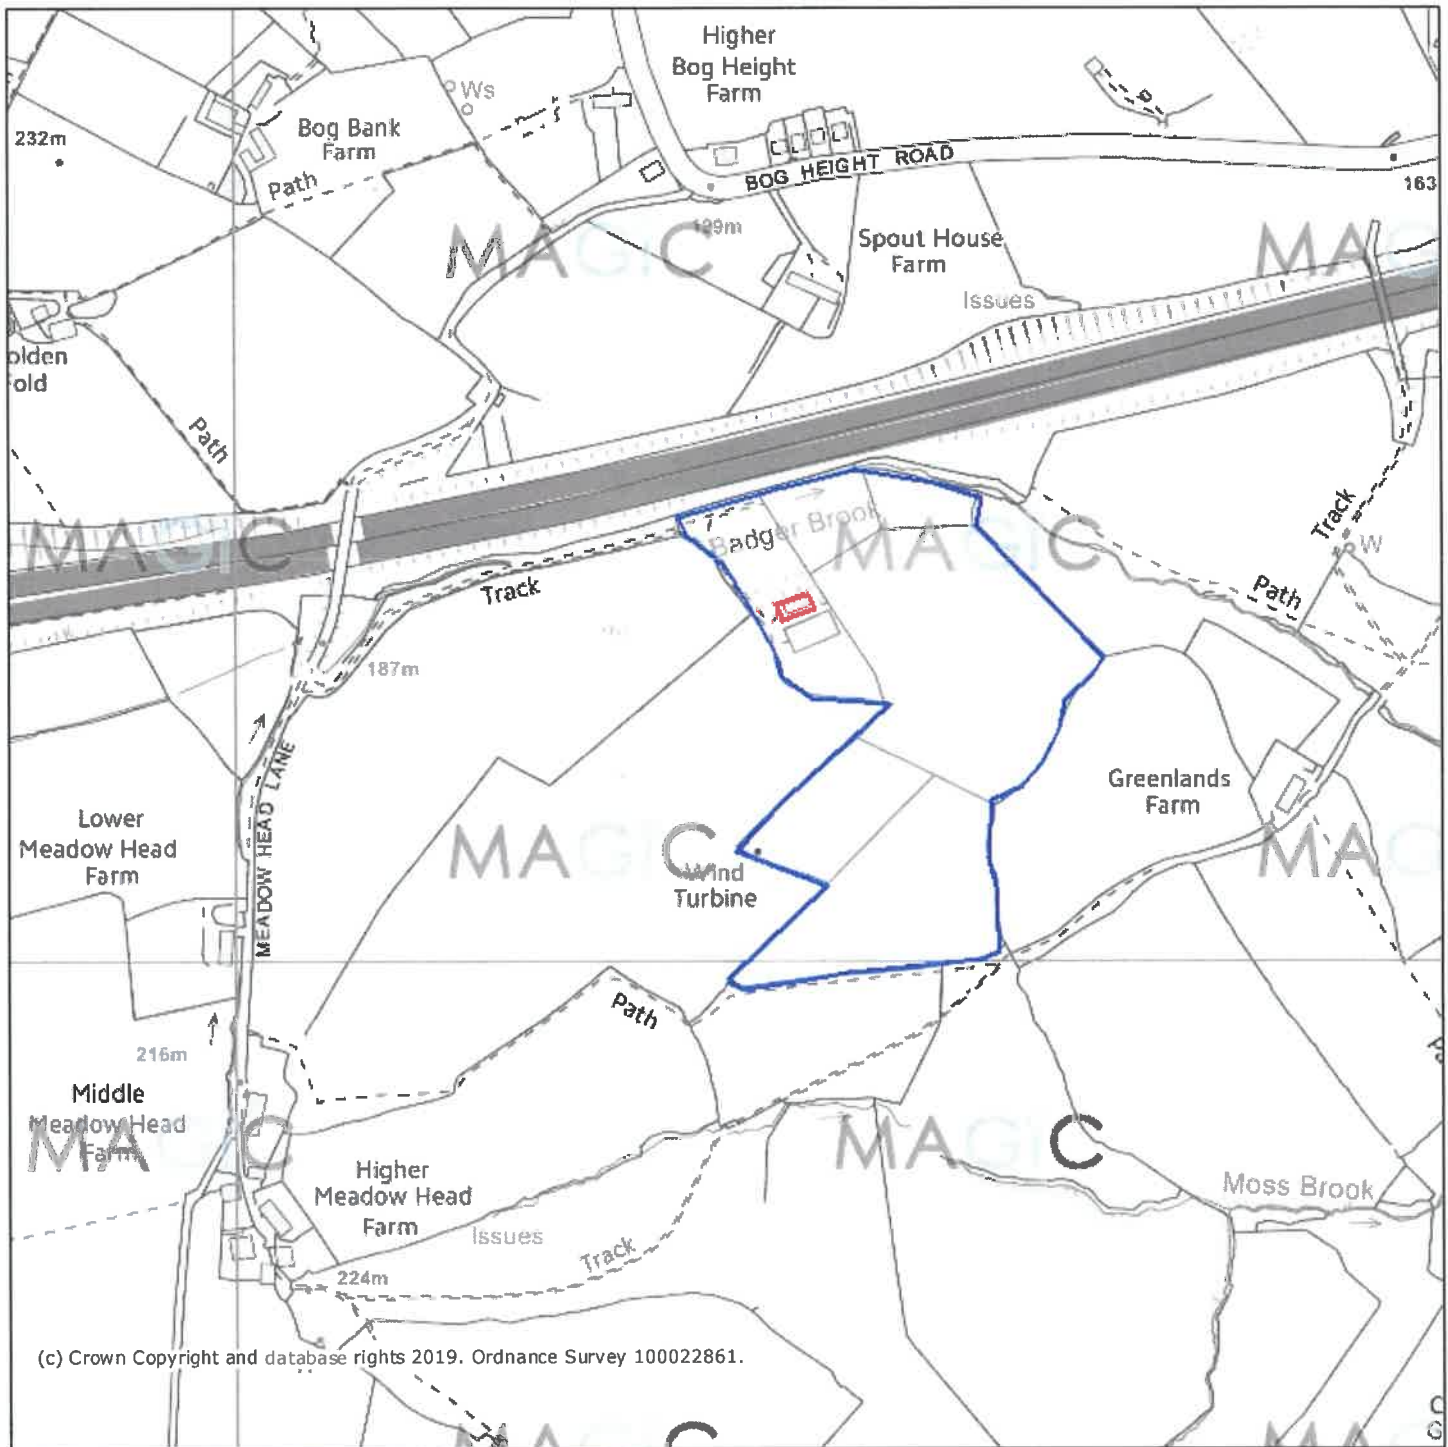 Higher
Bog Height
Farm
Ws
232m
Bog Bank
Farm
Path
BOG HEIGHT ROAD
163
199m
MAGiC
Spout House
Farm
MAG
Issues
olden
old
Path
Track
MAGiC
Badger Brook
MAGiC
W
Track
Path
187m
MEADOW HEAD LANE
Greenlands
Farm
Lower
Meadow Head
Farm
MAGiC
Wind
Turbine
MAG
Path
216m
Middle
Meadow Head
Farm
MAGiC
MAGiC
Higher
Meadow Head
Farm
Moss Brook
Issues
Track
224m
(c) Crown Copyright and database rights 2019. Ordnance Survey 100022861.